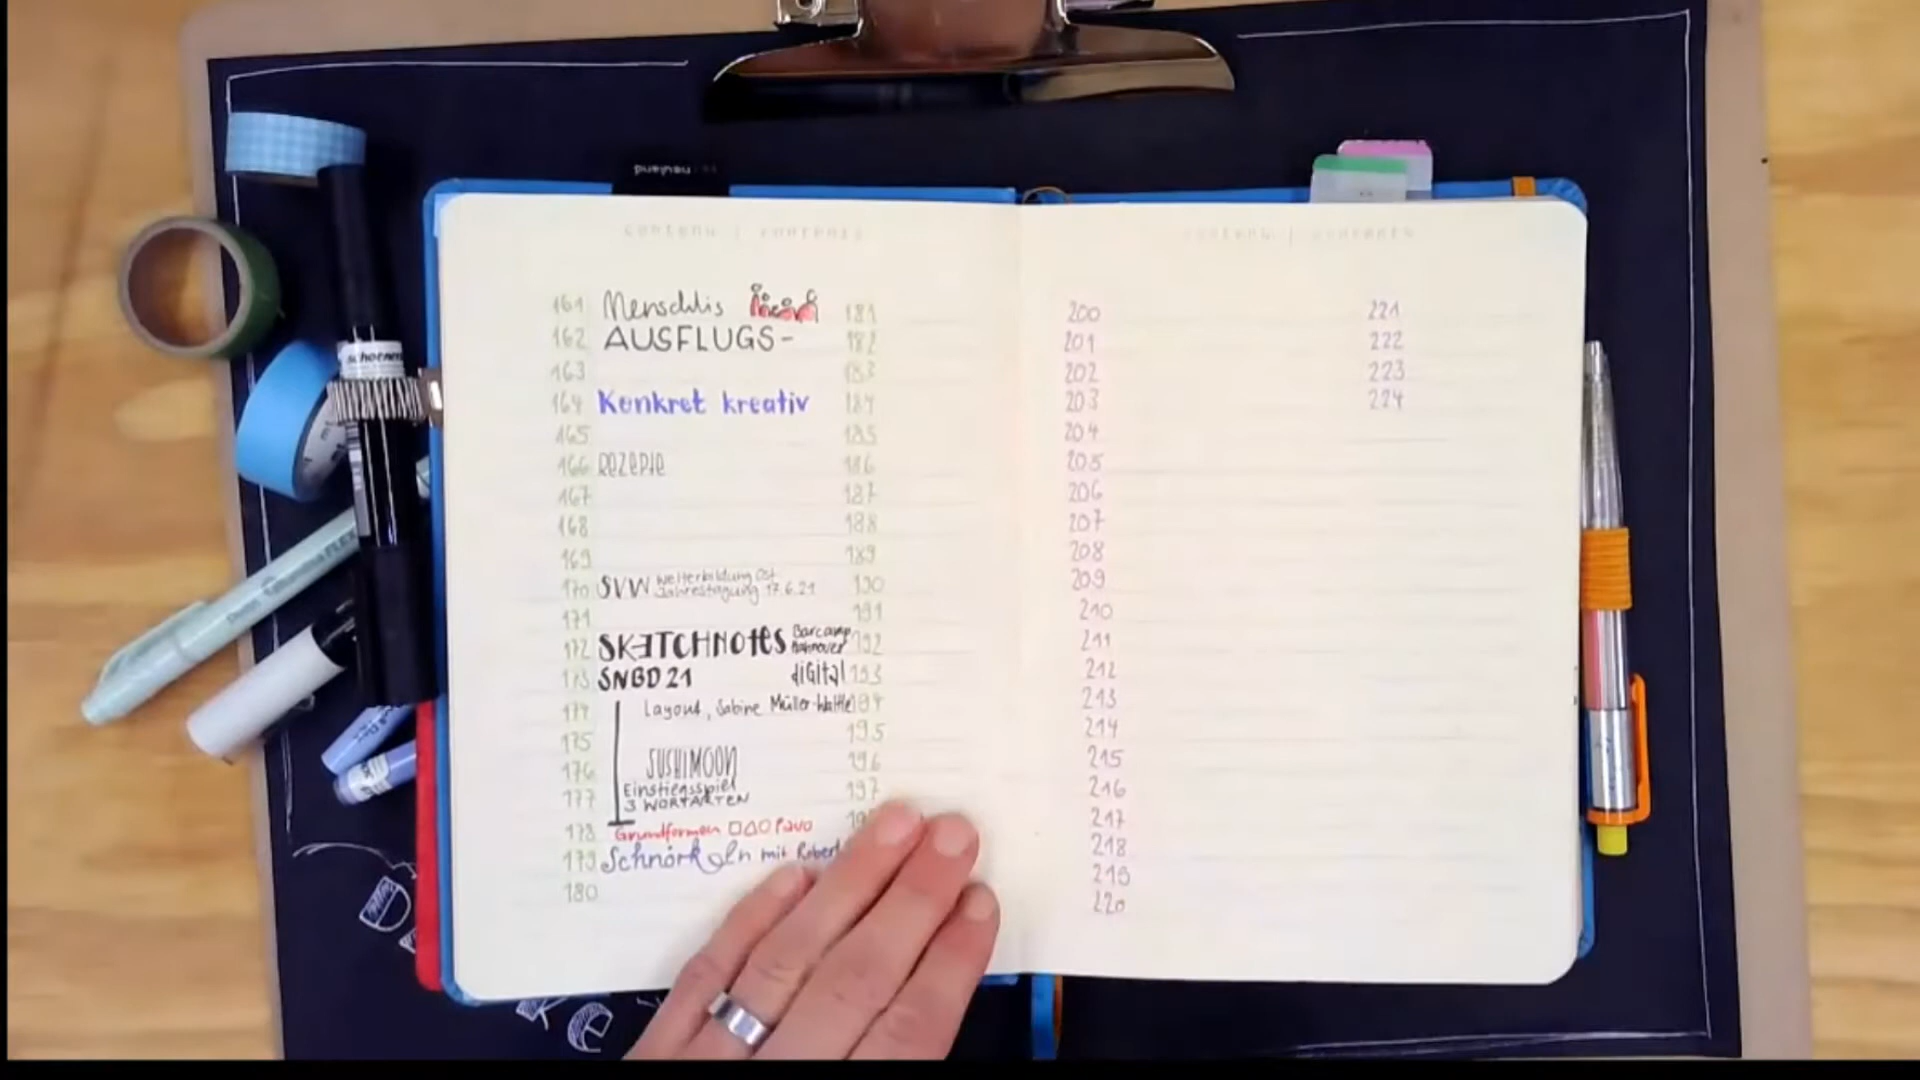 161 Menschlis 181
162 AUSFLUGS- 182
163 183
164 Konkret kreativ 184
165 185
166 REZEPTE 186
167 187
168 188
169 189
170 SVW Weiterbildung Ost Jahrestagung 17.6.21 190
171 191
172 SKETCHNOTES Barcamp Hannover 192
173 SNBD 21 diGital 193
174 Layout, Sabine Müller 194
175 195
176 SUSHIMOON 196
177 Einstiegsspiel 197
3 WORTARTEN
178 Grundformen
179 Schnörkeln mit Robert
180
200 221
201 222
202 223
203 224
204
205
206
207
208
209
210
211
212
213
214
215
216
217
218
219
220